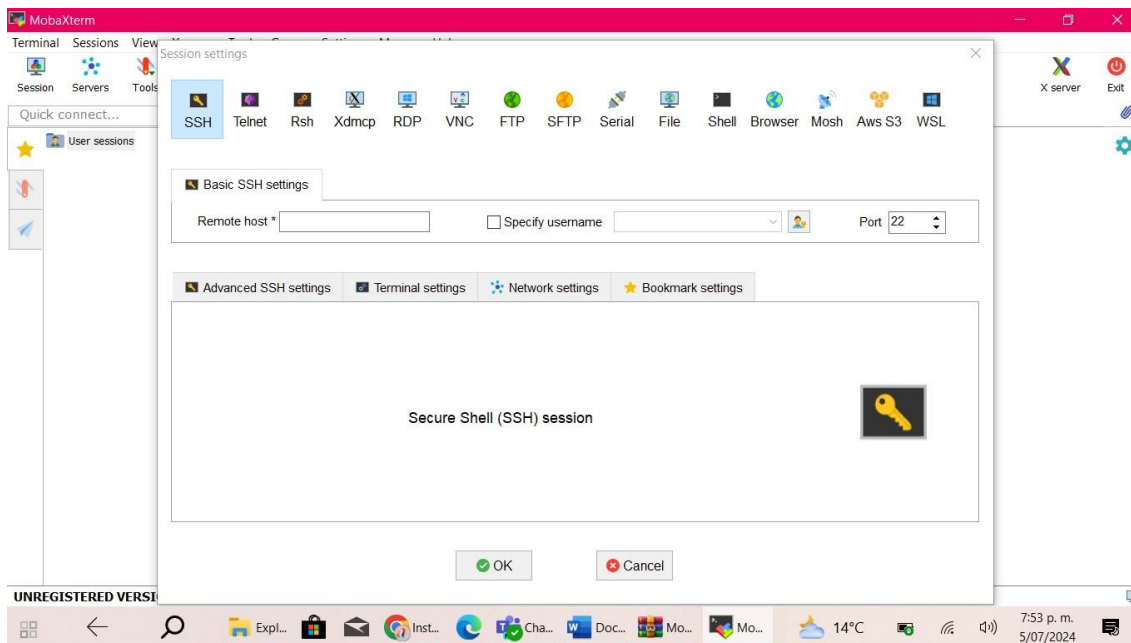 MobaXterm
Terminal Sessions View
Session settings
Session Servers Tools
X server Exit
SSH Telnet Rsh Xdmcp RDP VNC FTP SFTP Serial File Shell Browser Mosh Aws S3 WSL
Quick connect...
User sessions
Basic SSH settings
Remote host * Specify username Port 22
Advanced SSH settings Terminal settings Network settings Bookmark settings
Secure Shell (SSH) session
OK Cancel
UNREGISTERED VERSI
Expl... Inst... Cha... Doc... Mo... Mo... 14°C 7:53 p. m.
5/07/2024